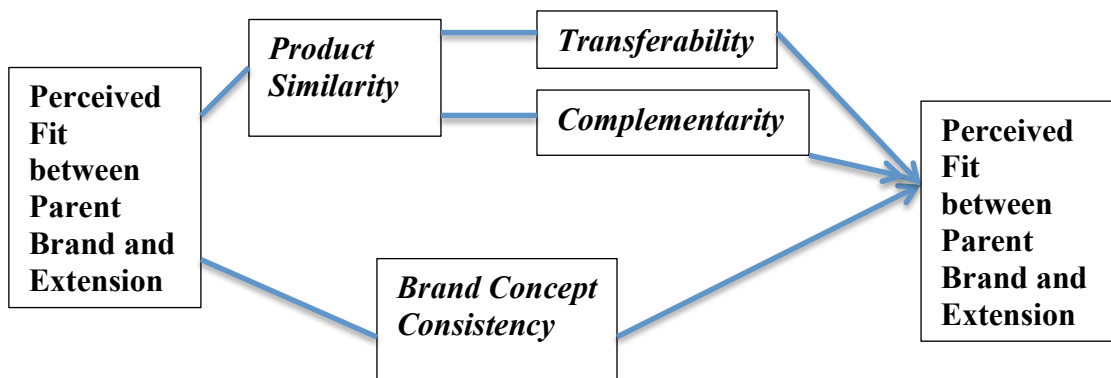 Perceived
Fit
between
Parent
Brand and
Extension
Product
Similarity
Transferability
Complementarity
Brand Concept
Consistency
Perceived
Fit
between
Parent
Brand and
Extension